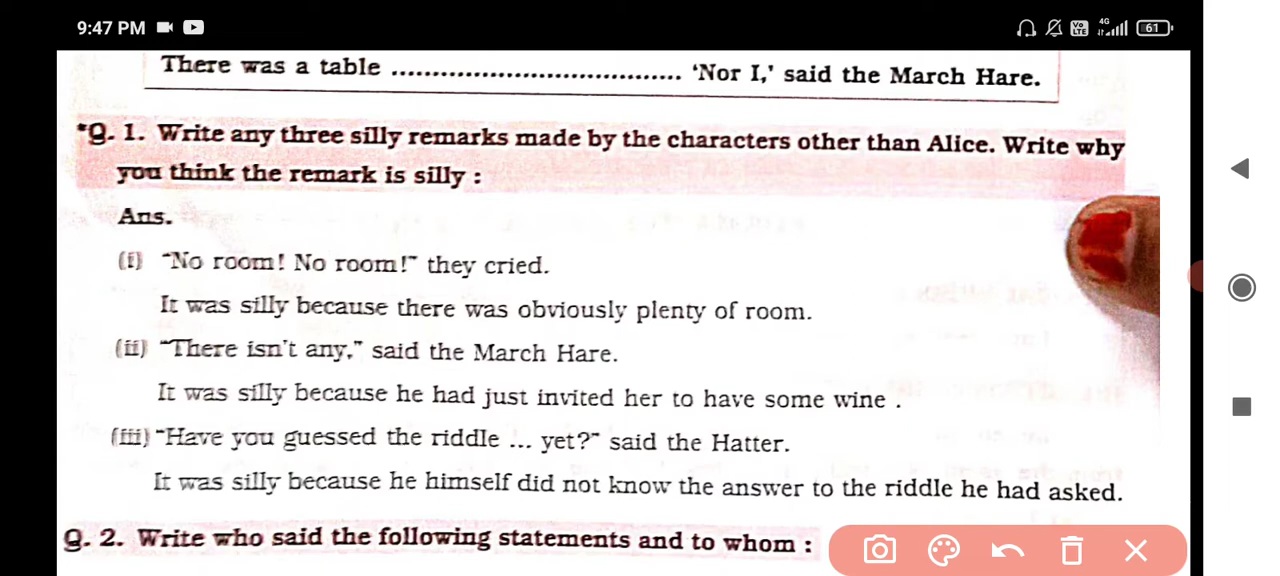 9:47 PM
4G
Vo LTE
61
There was a table .................................... 'Nor I,' said the March Hare.
*Q. 1. Write any three silly remarks made by the characters other than Alice. Write why
you think the remark is silly :
Ans.
(i) "No room! No room!" they cried.
It was silly because there was obviously plenty of room.
(ii) "There isn't any," said the March Hare.
It was silly because he had just invited her to have some wine .
(iii) "Have you guessed the riddle ... yet?" said the Hatter.
It was silly because he himself did not know the answer to the riddle he had asked.
Q. 2. Write who said the following statements and to whom :